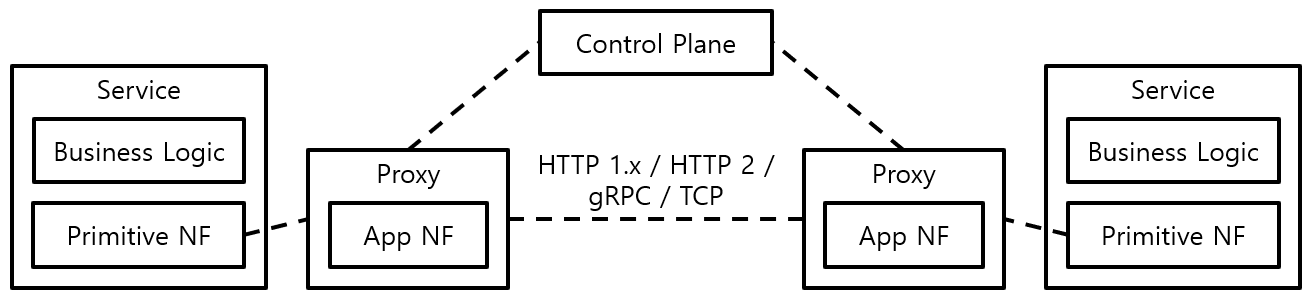 Control Plane
Service
Business Logic
Primitive NF
Proxy
App NF
HTTP 1.x / HTTP 2 /
gRPC / TCP
Proxy
App NF
Service
Business Logic
Primitive NF